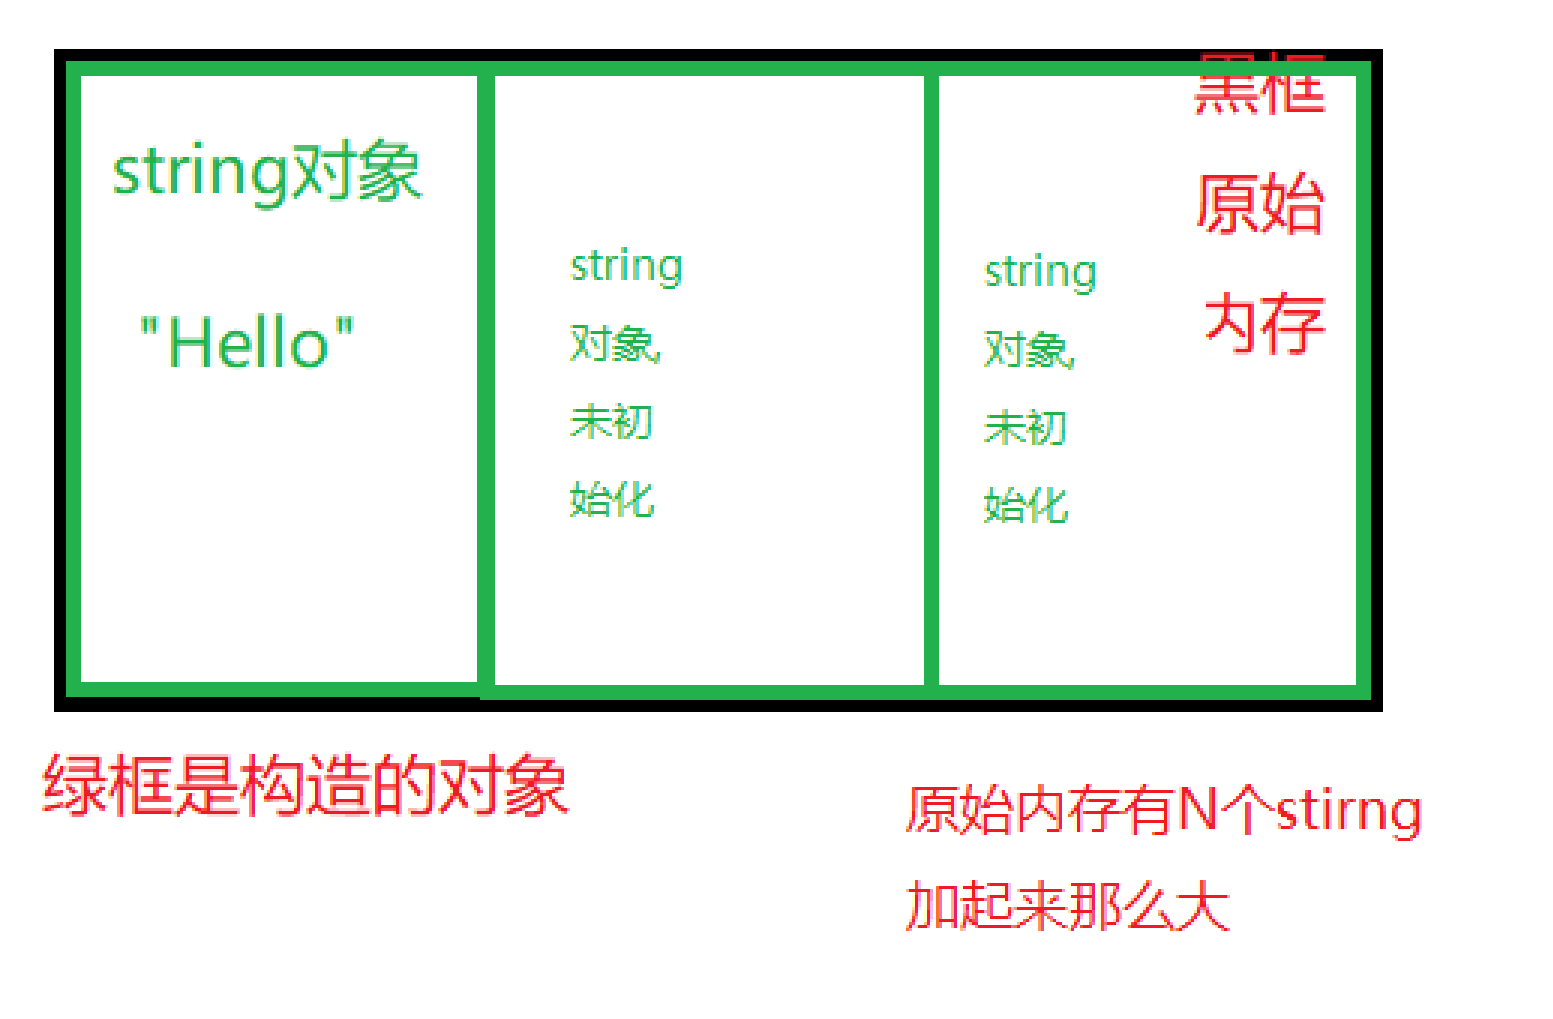 string对象
"Hello"
string
对象,
未初
始化
string
对象,
未初
始化
黑框
原始
内存
绿框是构造的对象
原始内存有N个stirng
加起来那么大